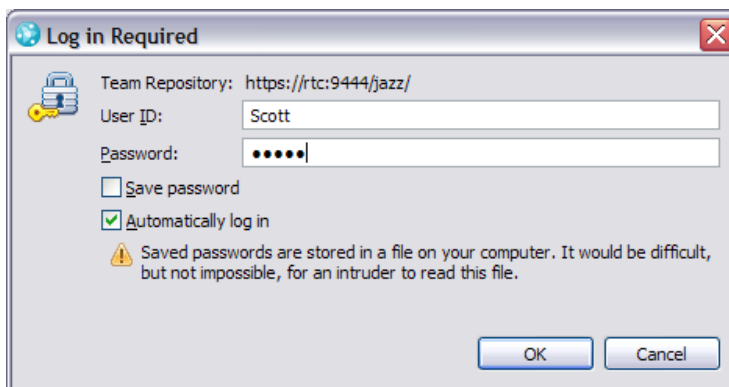 Log in Required
Team Repository: https://rtc:9444/jazz/
User ID: Scott
Password: •••••
Save password
Automatically log in
Saved passwords are stored in a file on your computer. It would be difficult,
but not impossible, for an intruder to read this file.
OK Cancel